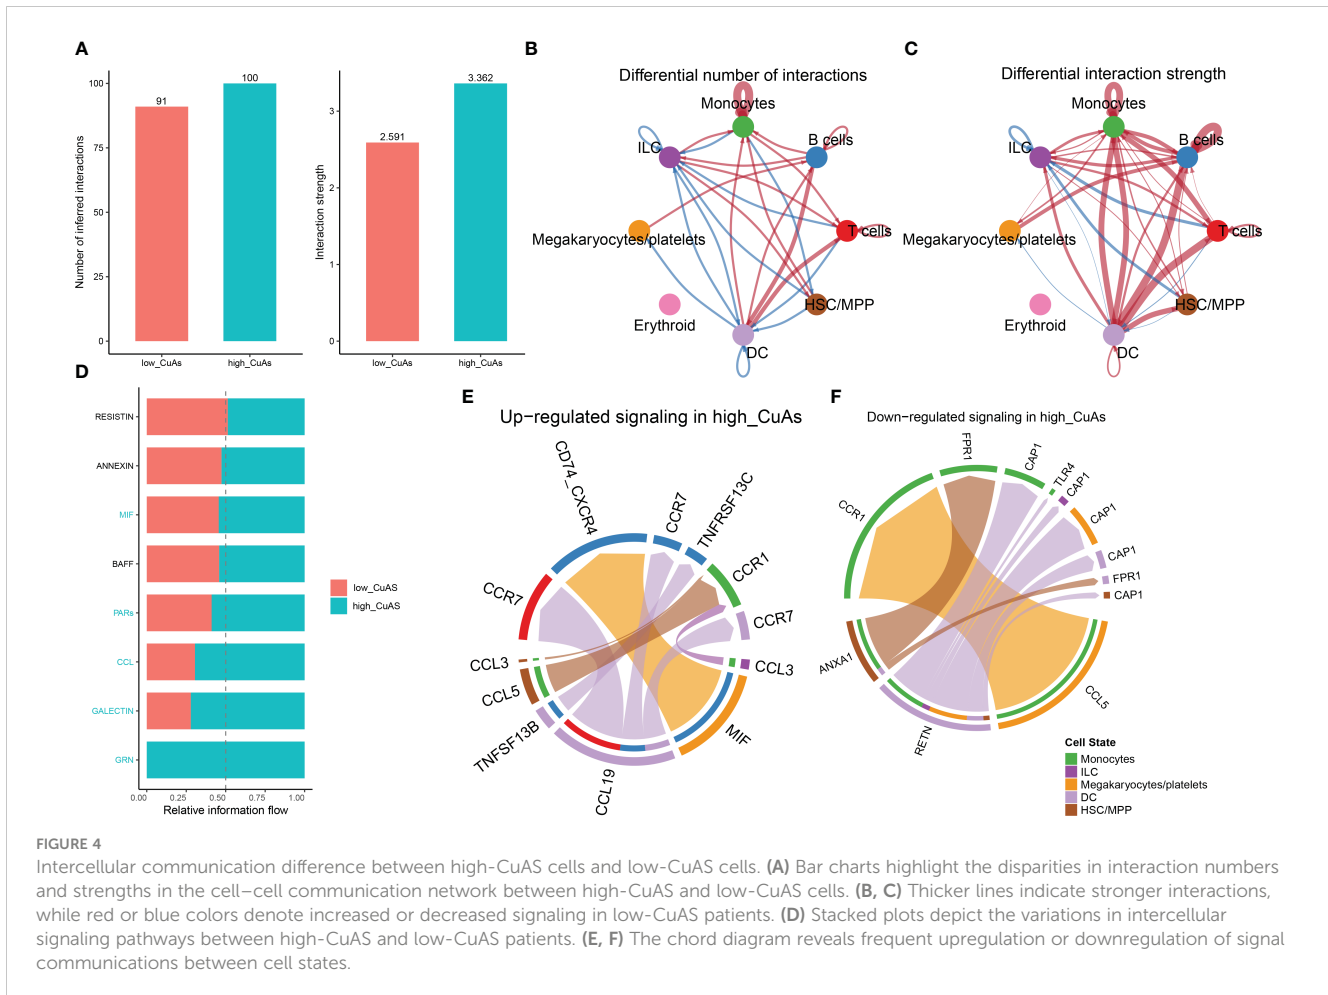 A
Number of inferred interactions
100
75
50
25
0
91
100
low_CuAs
high_CuAs
Interaction strength
3
2
1
0
2.591
3.362
low_CuAs
high_CuAs
B
Differential number of interactions
Monocytes
ILC
B cells
Megakaryocytes/platelets
T cells
HSC/MPP
Erythroid
DC
C
Differential interaction strength
Monocytes
ILC
B cells
Megakaryocytes/platelets
T cells
HSC/MPP
Erythroid
DC
D
RESISTIN
ANNEXIN
MIF
BAFF
PARs
CCL
GALECTIN
GRN
0.00
0.25
0.50
0.75
1.00
Relative information flow
low_CuAS
high_CuAS
E
Up−regulated signaling in high_CuAs
CD74_CXCR4
CCR7
TNFRSF13C
CCR1
CCR7
CCR7
CCL3
CCL3
CCL5
TNFSF13B
CCL19
MIF
F
Down−regulated signaling in high_CuAs
FPR1
CAP1
TLR4
CAP1
CCR1
CAP1
CAP1
FPR1
CAP1
ANXA1
RETN
CCL5
Cell State
Monocytes
ILC
Megakaryocytes/platelets
DC
HSC/MPP
FIGURE 4
Intercellular communication difference between high-CuAS cells and low-CuAS cells. (A) Bar charts highlight the disparities in interaction numbers
and strengths in the cell–cell communication network between high-CuAS and low-CuAS cells. (B, C) Thicker lines indicate stronger interactions,
while red or blue colors denote increased or decreased signaling in low-CuAS patients. (D) Stacked plots depict the variations in intercellular
signaling pathways between high-CuAS and low-CuAS patients. (E, F) The chord diagram reveals frequent upregulation or downregulation of signal
communications between cell states.